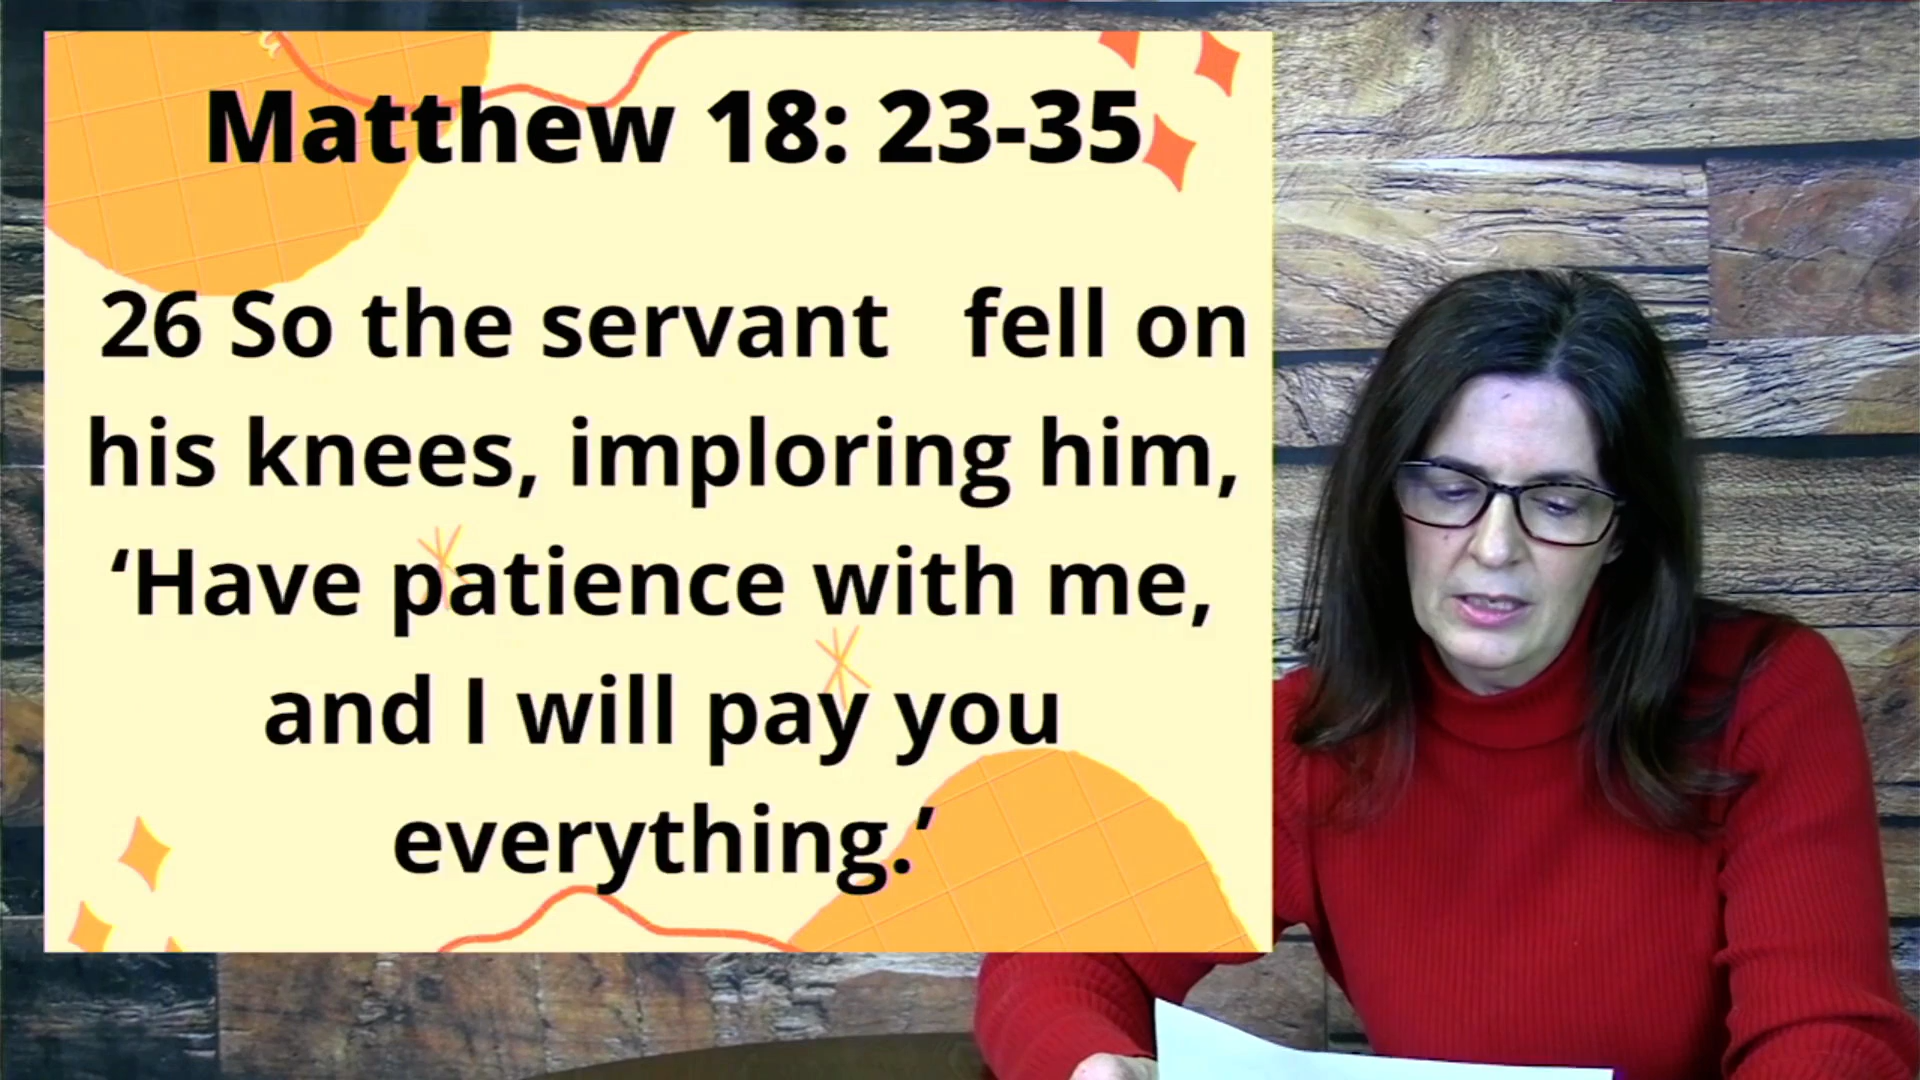 Matthew 18: 23-35
26 So the servant   fell on
his knees, imploring him,
‘Have patience with me,
and I will pay you
everything.’